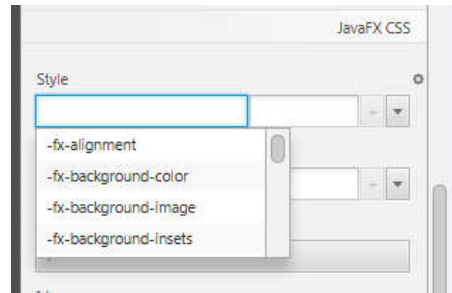 JavaFX CSS
Style
-fx-alignment
-fx-background-color
-fx-background-image
-fx-background-insets